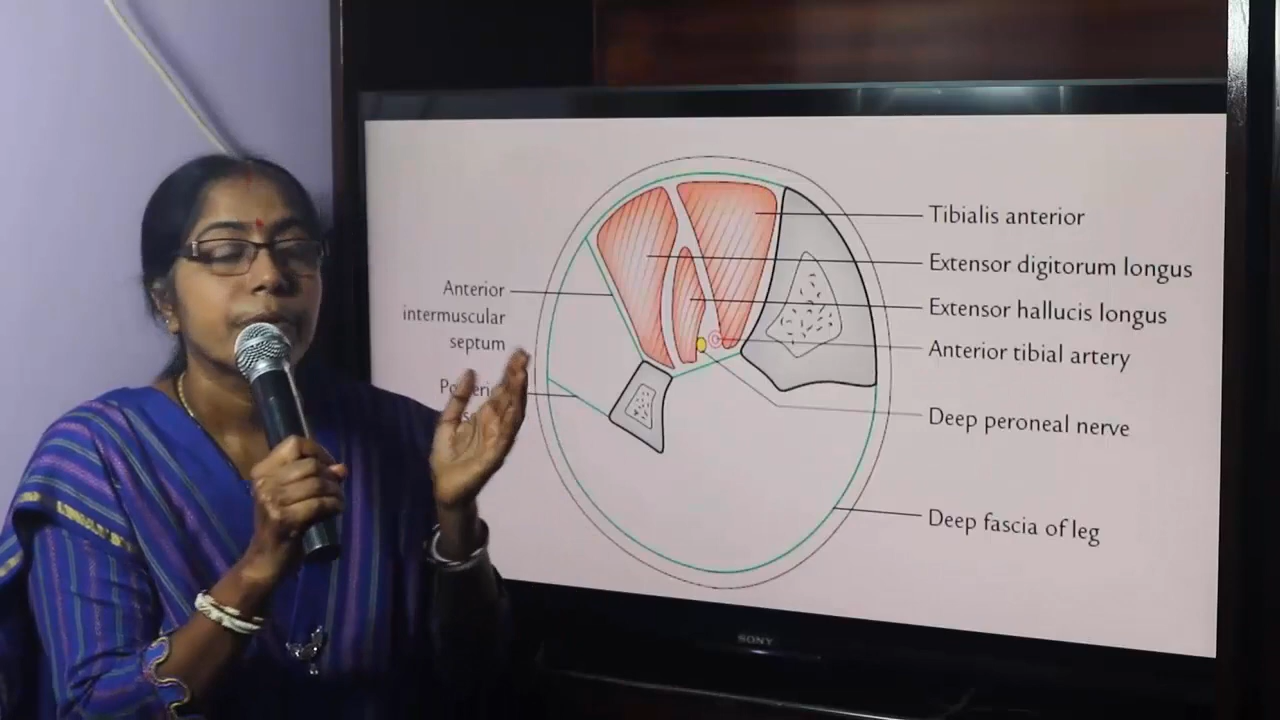 Tibialis anterior
Extensor digitorum longus
Extensor hallucis longus
Anterior tibial artery
Deep peroneal nerve
Deep fascia of leg
Anterior
intermuscular
septum
SONY